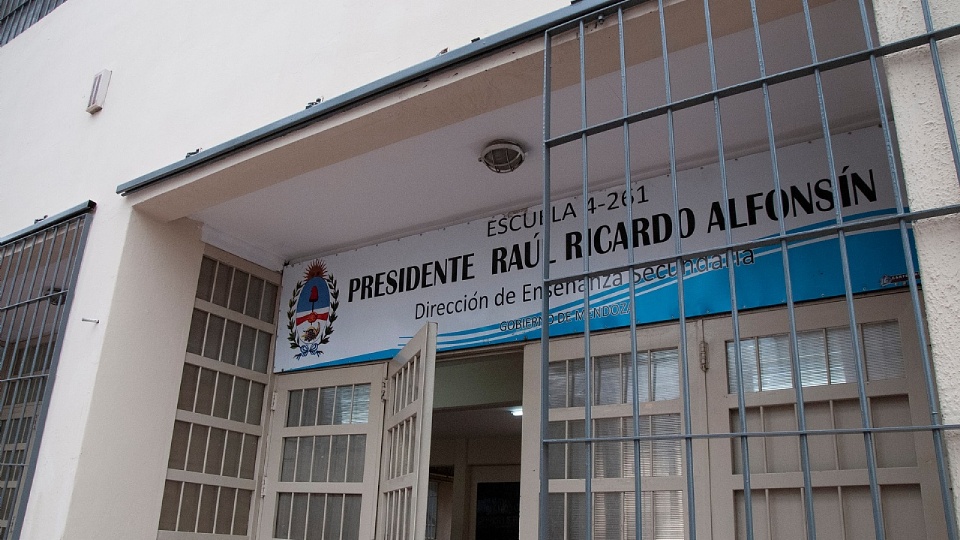 ESCUELA 4-261
PRESIDENTE RAÚL RICARDO ALFONSÍN
Dirección de Enseñanza Secundaria
GOBIERNO DE MENDOZA